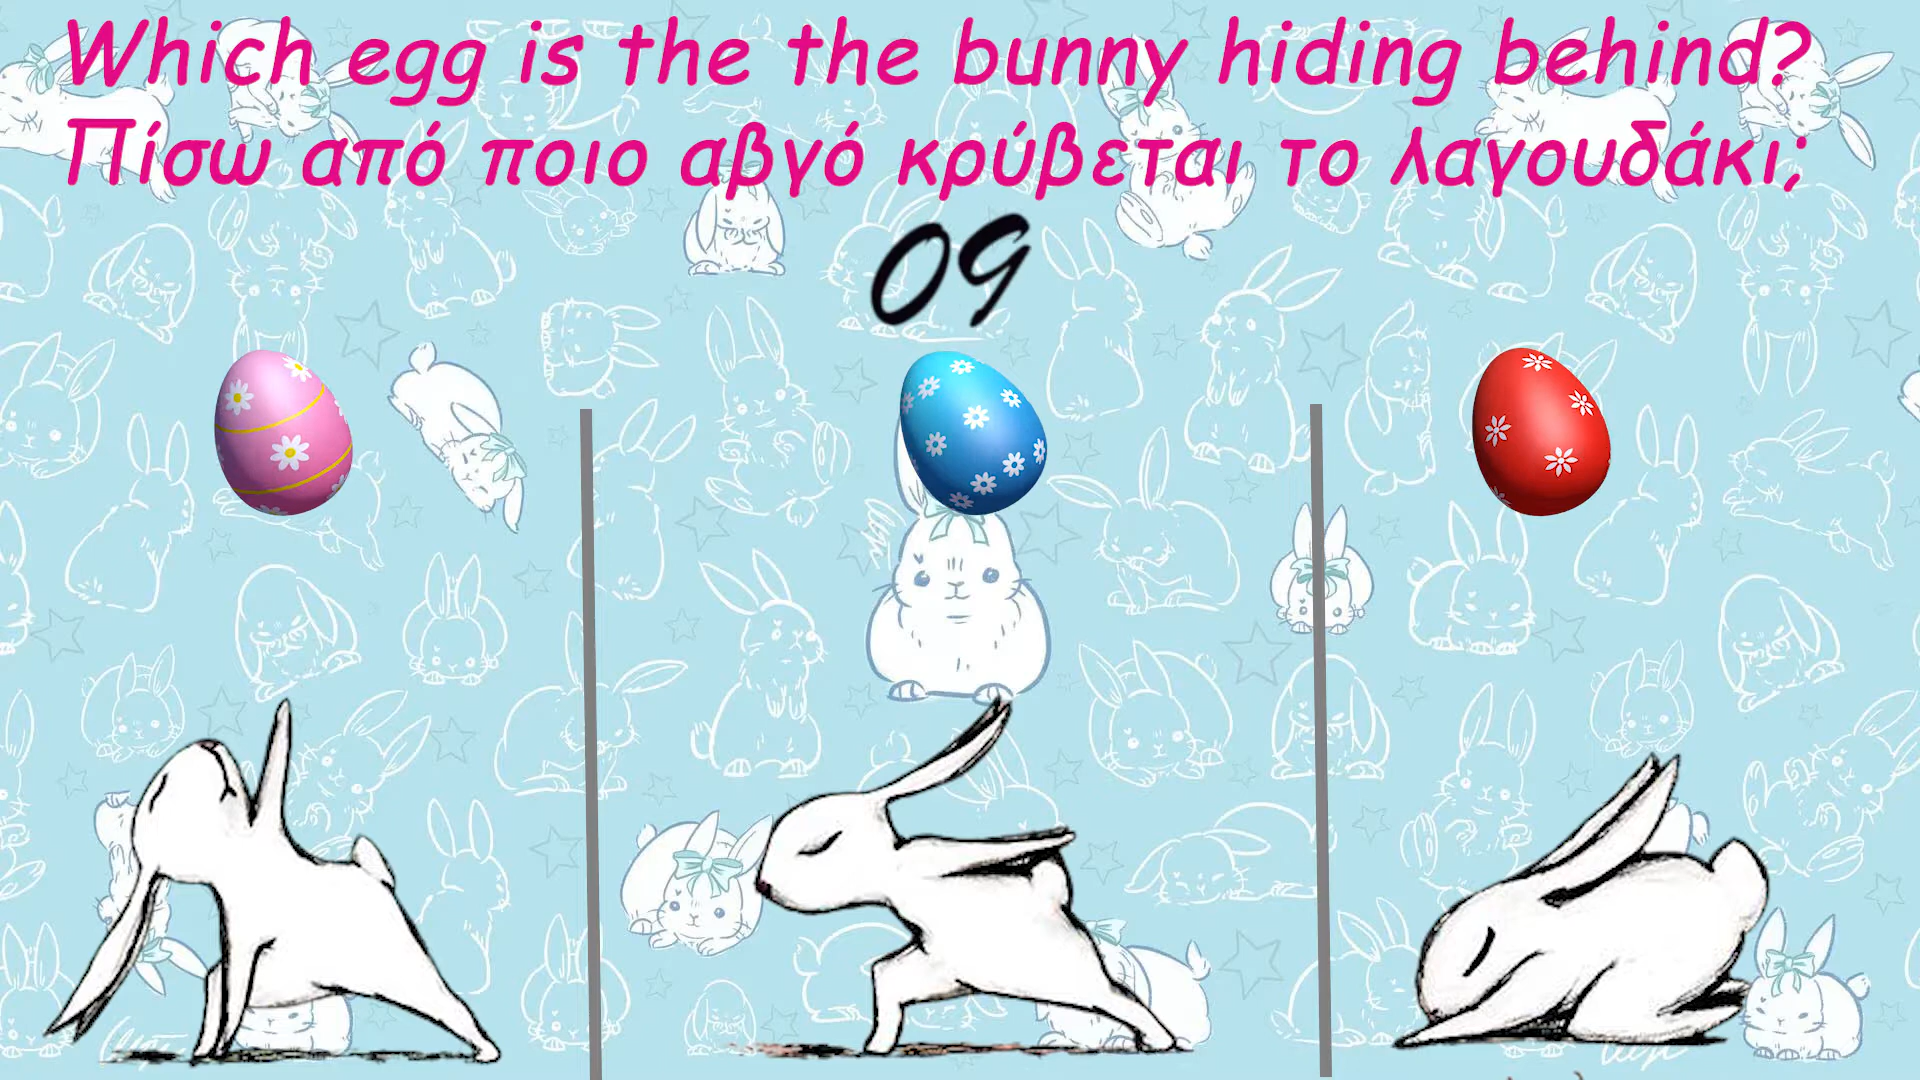 Which egg is the the bunny hiding behind?
Πίσω από ποιο αβγό κρύβεται το λαγουδάκι;
09